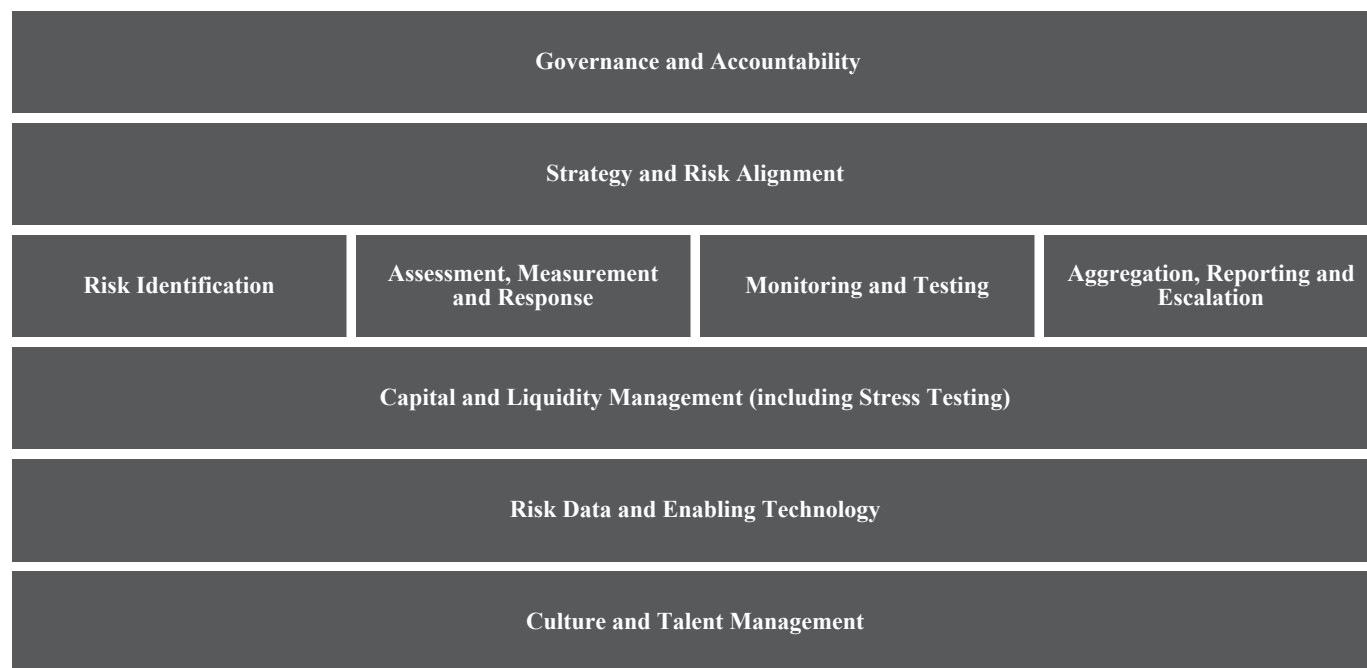 Governance and Accountability
Strategy and Risk Alignment
Risk Identification
Assessment, Measurement
and Response
Monitoring and Testing
Aggregation, Reporting and
Escalation
Capital and Liquidity Management (including Stress Testing)
Risk Data and Enabling Technology
Culture and Talent Management